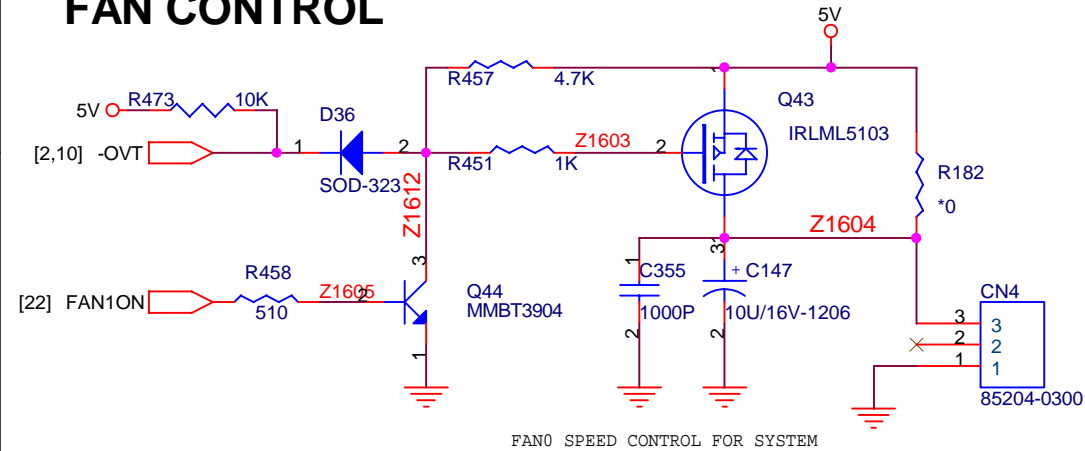 FAN CONTROL
5V
R457 4.7K
5V R473 10K
D36
Q43
IRLML5103
1
[2,10] -OVT
1 2
R451 1K
Z1603
2
SOD-323
Z1612
R182
*0
Z1604
3
3
1
R458
[22] FAN1ON
510
Z1605
2
Q44
MMBT3904
C355
1000P
+ C147
10U/16V-1206
CN4
3 3
2 2
1 1
1
2
2
85204-0300
FAN0 SPEED CONTROL FOR SYSTEM